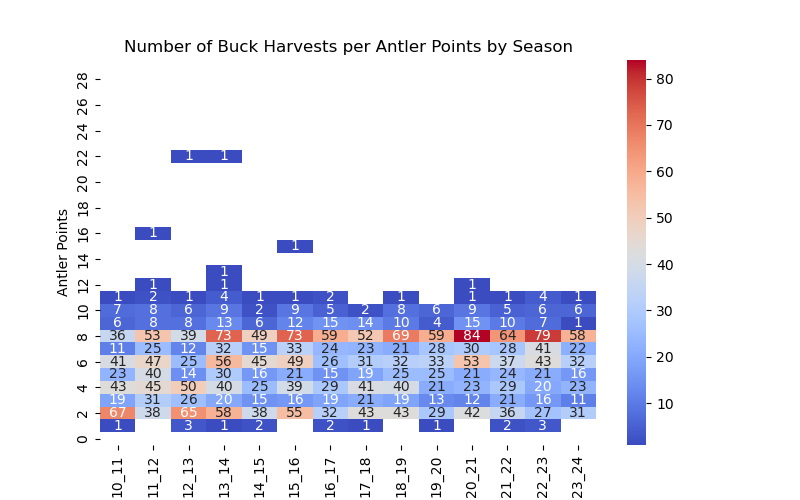 Number of Buck Harvests per Antler Points by Season
Antler Points
28
26
24
22 1 1
20
18
16 1
1
14
1
12 1 1 1
1 2 1 4 1 1 2 1 1 1 4 1
10 7 8 6 9 2 9 5 2 8 6 9 5 6 6
6 8 8 13 6 12 15 14 10 4 15 10 7 1
8 36 53 39 73 49 73 59 52 69 59 84 64 79 58
11 25 12 32 15 33 24 23 21 28 30 28 41 22
6 41 47 25 56 45 49 26 31 32 33 53 37 43 32
23 40 14 30 16 21 15 19 25 25 21 24 21 16
4 43 45 50 40 25 39 29 41 40 21 23 29 20 23
19 31 26 20 15 16 19 21 19 13 12 21 16 11
2 67 38 65 58 38 55 32 43 43 29 42 36 27 31
1 3 1 2 2 1 1 2 3
0
10_11 11_12 12_13 13_14 14_15 15_16 16_17 17_18 18_19 19_20 20_21 21_22 22_23 23_24
80
70
60
50
40
30
20
10